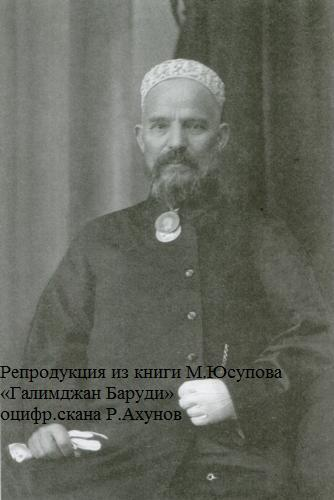 Репродукция из книги М.Юсупова
«Галимджан Баруди»
оцифр.скана Р.Ахунов